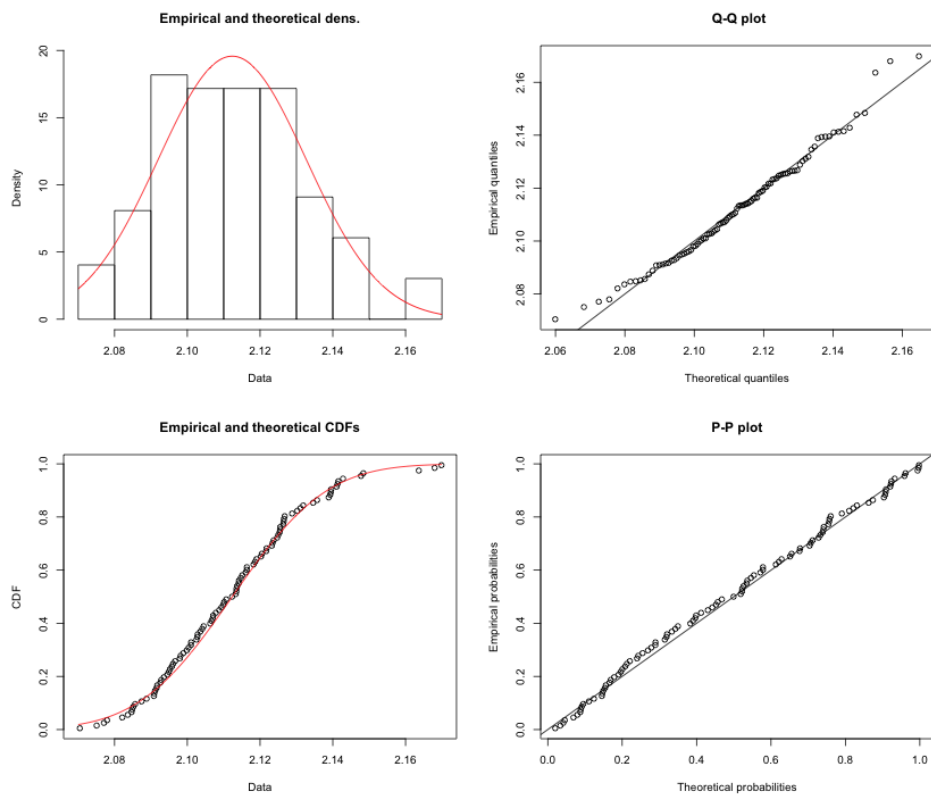 Empirical and theoretical dens.
20
15
10
5
0
Density
2.08 2.10 2.12 2.14 2.16
Data
Q-Q plot
2.16
2.14
2.12
2.10
2.08
Empirical quantiles
2.06 2.08 2.10 2.12 2.14 2.16
Theoretical quantiles
Empirical and theoretical CDFs
1.0
0.8
0.6
0.4
0.2
0.0
CDF
2.08 2.10 2.12 2.14 2.16
Data
P-P plot
1.0
0.8
0.6
0.4
0.2
0.0
Empirical probabilities
0.0 0.2 0.4 0.6 0.8 1.0
Theoretical probabilities